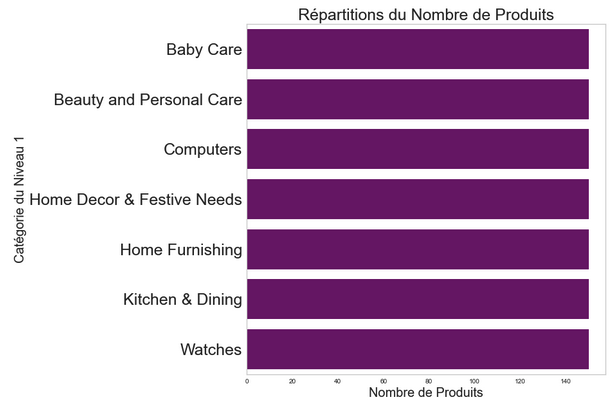 Répartitions du Nombre de Produits
Catégorie du Niveau 1
Baby Care
Beauty and Personal Care
Computers
Home Decor & Festive Needs
Home Furnishing
Kitchen & Dining
Watches
0 20 40 60 80 100 120 140
Nombre de Produits